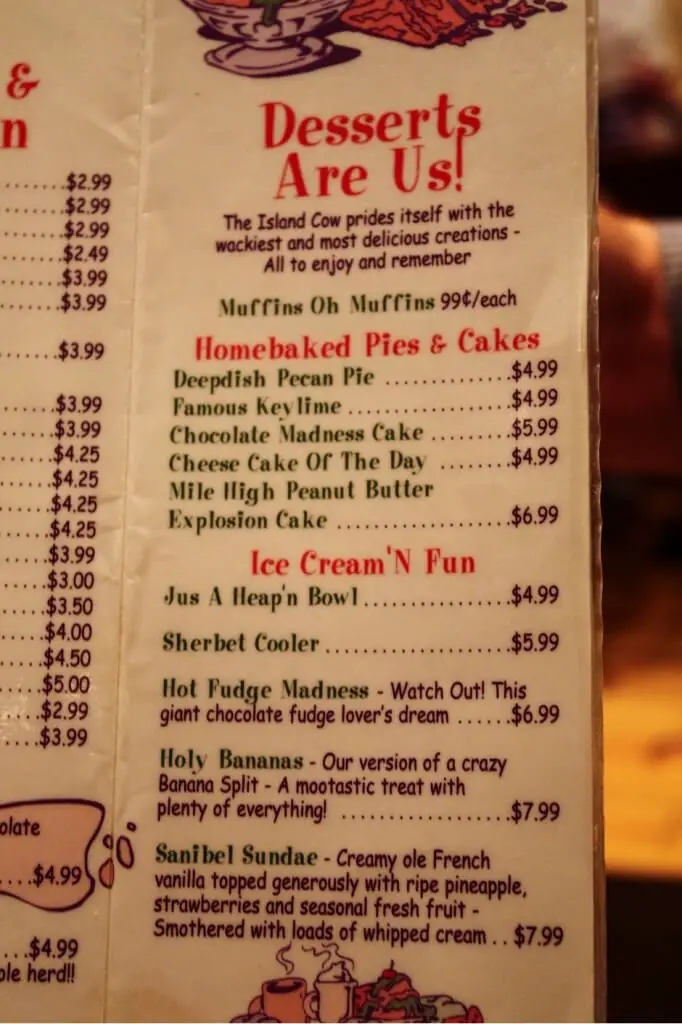 &
n
......$2.99
......$2.99
......$2.99
......$2.49
......$3.99
......$3.99
......$3.99
......$3.99
......$3.99
......$4.25
......$4.25
......$4.25
......$4.25
......$3.99
......$3.00
......$3.50
......$4.00
......$4.50
......$5.00
......$2.99
......$3.99
olate
....$4.99
...$4.99
ole herd!!
Desserts
Are Us!
The Island Cow prides itself with the
wackiest and most delicious creations -
All to enjoy and remember
Muffins Oh Muffins 99¢/each
Homebaked Pies & Cakes
Deepdish Pecan Pie .............$4.99
Famous Keylime .................$4.99
Chocolate Madness Cake .........$5.99
Cheese Cake Of The Day ........$4.99
Mile High Peanut Butter
Explosion Cake ..................$6.99
Ice Cream'N Fun
Jus A Heap'n Bowl................$4.99
Sherbet Cooler....................$5.99
Hot Fudge Madness - Watch Out! This
giant chocolate fudge lover's dream ......$6.99
Holy Bananas - Our version of a crazy
Banana Split - A mootastic treat with
plenty of everything! ..................$7.99
Sanibel Sundae - Creamy ole French
vanilla topped generously with ripe pineapple,
strawberries and seasonal fresh fruit -
Smothered with loads of whipped cream .. $7.99